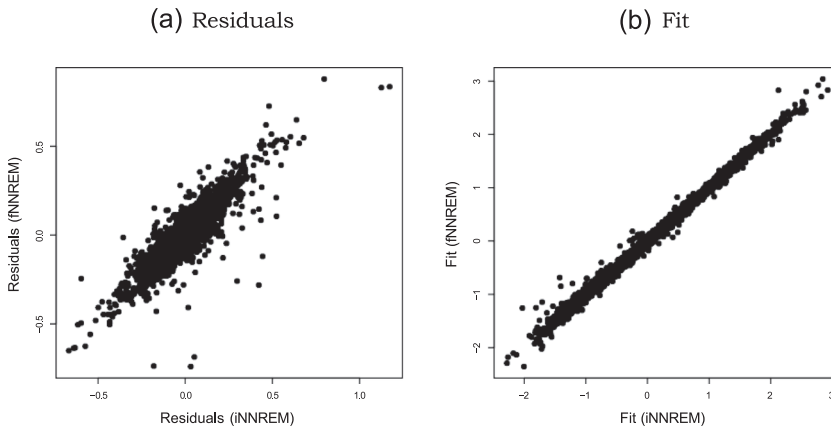 (a) Residuals
Residuals (fNNREM)
0.5
0.0
−0.5
−0.5 0.0 0.5 1.0
Residuals (iNNREM)
(b) Fit
Fit (fNNREM)
3
2
1
0
−1
−2
−2 −1 0 1 2 3
Fit (iNNREM)